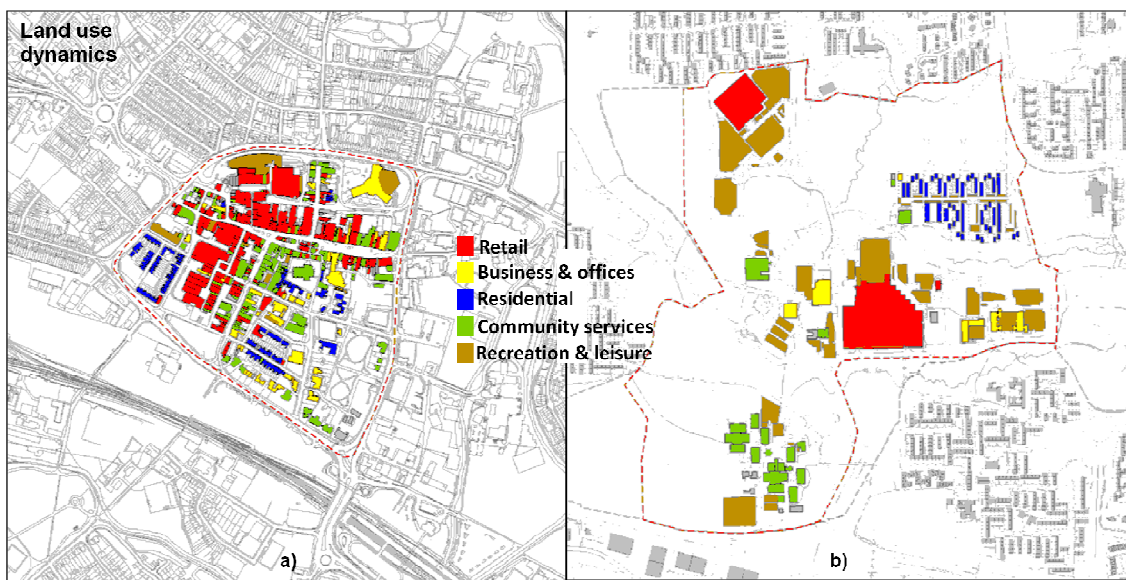 Land use
dynamics
Retail
Business & offices
Residential
Community services
Recreation & leisure
a)
b)